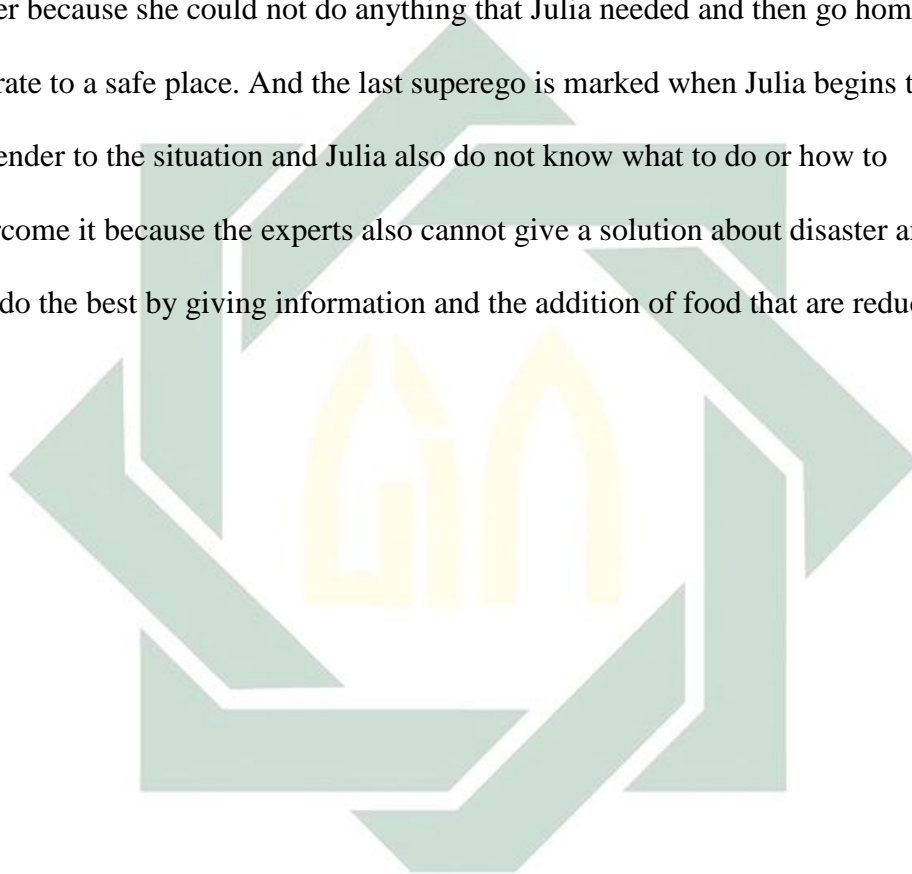 er because she could not do anything that Julia needed and then go hom
rate to a safe place. And the last superego is marked when Julia begins t
ender to the situation and Julia also do not know what to do or how to
rcome it because the experts also cannot give a solution about disaster a
do the best by giving information and the addition of food that are redu